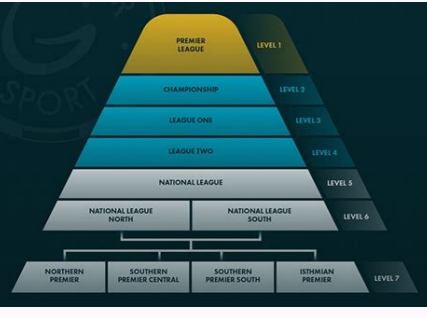 PREMIER
LEAGUE
LEVEL 1
CHAMPIONSHIP
LEVEL 2
LEAGUE ONE
LEVEL 3
LEAGUE TWO
LEVEL 4
NATIONAL LEAGUE
LEVEL 5
NATIONAL LEAGUE
NORTH
NATIONAL LEAGUE
SOUTH
LEVEL 6
NORTHERN
PREMIER
SOUTHERN
PREMIER CENTRAL
SOUTHERN
PREMIER SOUTH
ISTHMIAN
PREMIER
LEVEL 7
SPORT